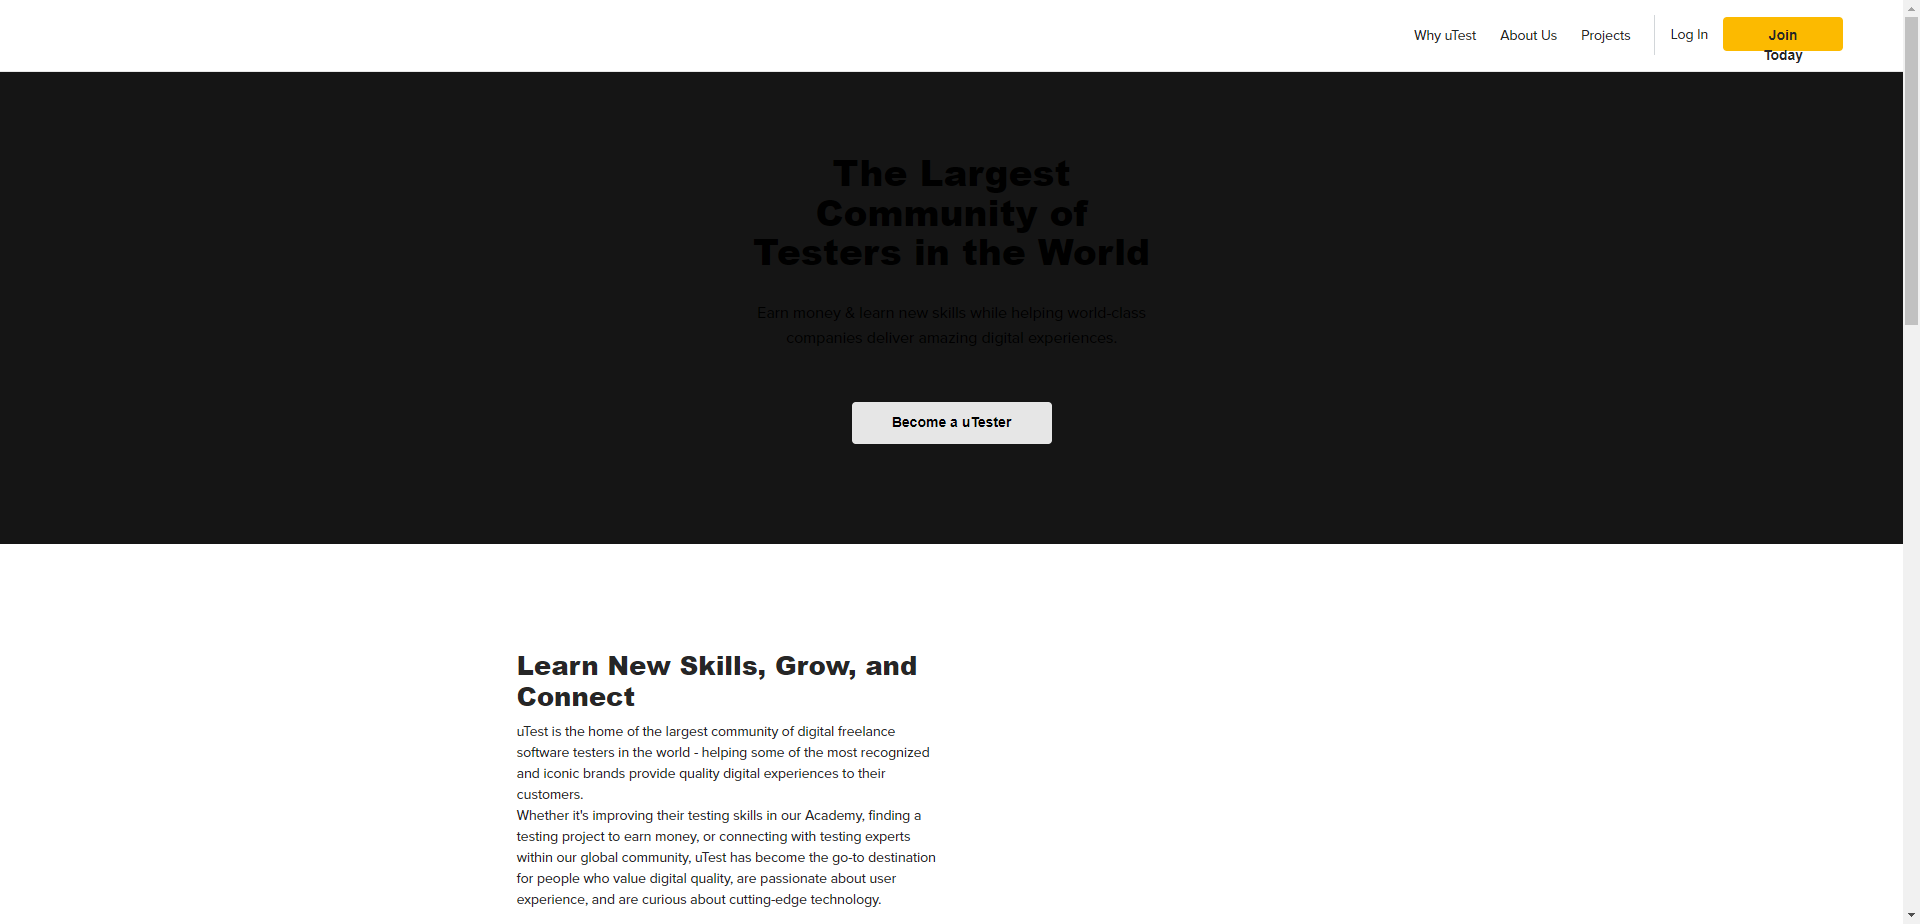 Why uTest
About Us
Projects
Log In
Join
Today
The Largest
Community of
Testers in the World
Earn money & learn new skills while helping world-class
companies deliver amazing digital experiences.
Become a uTester
Learn New Skills, Grow, and
Connect
uTest is the home of the largest community of digital freelance
software testers in the world - helping some of the most recognized
and iconic brands provide quality digital experiences to their
customers.
Whether it's improving their testing skills in our Academy, finding a
testing project to earn money, or connecting with testing experts
within our global community, uTest has become the go-to destination
for people who value digital quality, are passionate about user
experience, and are curious about cutting-edge technology.